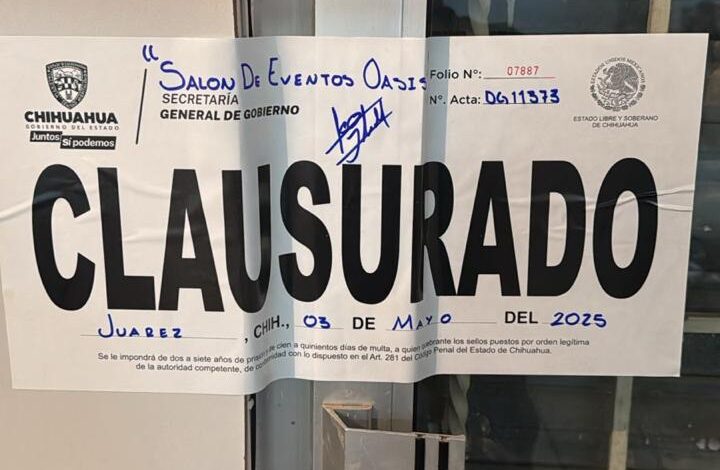 “Salon De Eventos Oasis
CHIHUAHUA
GOBIERNO DEL ESTADO
Juntos Sí podemos
SECRETARÍA
GENERAL DE GOBIERNO
Folio Nº: 07887
Nº. Acta: DG11373
ESTADOS UNIDOS MEXICANOS
ESTADO LIBRE Y SOBERANO
DE CHIHUAHUA
CLAUSURADO
JUAREZ, CHIH., 03 DE MAYO DEL 2025
Se le impondrá de dos a siete años de prisión de cien a quinientos días de multa, a quien quebrante los sellos puestos por orden legítima
de la autoridad competente, de conformidad con lo dispuesto en el Art. 281 del Código Penal del Estado de Chihuahua.